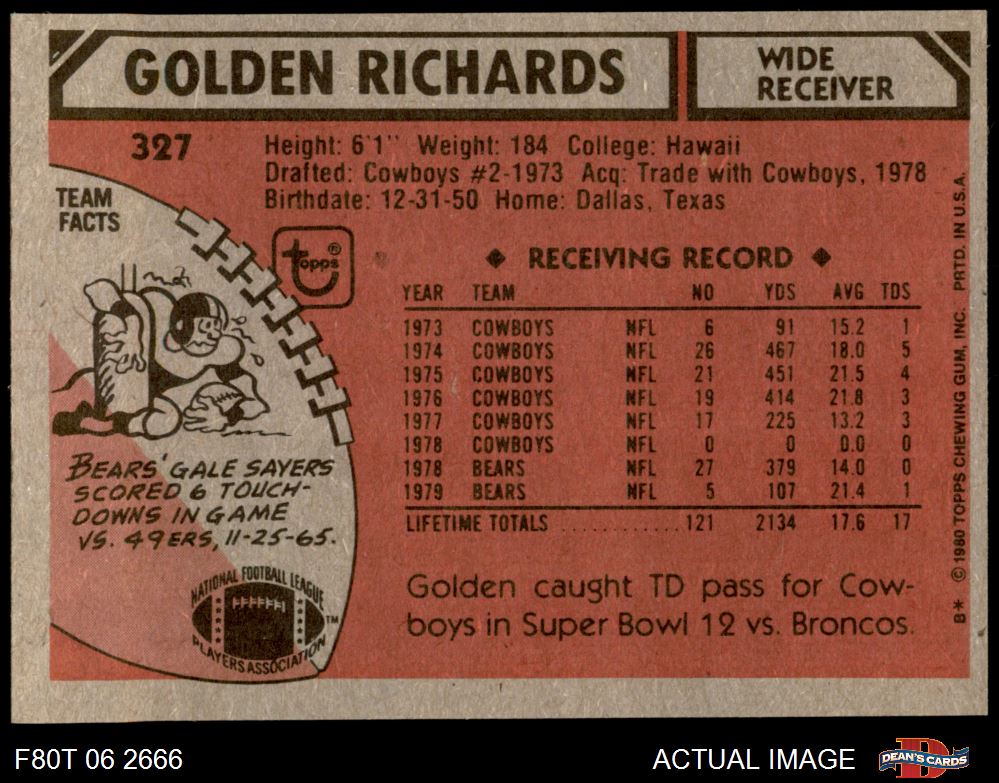 GOLDEN RICHARDS
WIDE
RECEIVER
327
Height: 6'1" Weight: 184 College: Hawaii
Drafted: Cowboys #2-1973 Acq: Trade with Cowboys, 1978
Birthdate: 12-31-50 Home: Dallas, Texas
TEAM
FACTS
topps®
◆ RECEIVING RECORD ◆
YEAR TEAM NO YDS AVG TDS
1973 COWBOYS NFL 6 91 15.2 1
1974 COWBOYS NFL 26 467 18.0 5
1975 COWBOYS NFL 21 451 21.5 4
1976 COWBOYS NFL 19 414 21.8 3
1977 COWBOYS NFL 17 225 13.2 3
1978 COWBOYS NFL 0 0 0.0 0
1978 BEARS NFL 27 379 14.0 0
1979 BEARS NFL 5 107 21.4 1
LIFETIME TOTALS ............ 121 2134 17.6 17
Golden caught TD pass for Cow-
boys in Super Bowl 12 vs. Broncos.
BEARS' GALE SAYERS
SCORED 6 TOUCH-
DOWNS IN GAME
VS. 49ERS, 11-25-65.
NATIONAL FOOTBALL LEAGUE
PLAYERS ASSOCIATION
TM
B* © 1980 TOPPS CHEWING GUM, INC. PRTD. IN U.S.A.
F80T 06 2666
ACTUAL IMAGE
D
DEAN'S CARDS